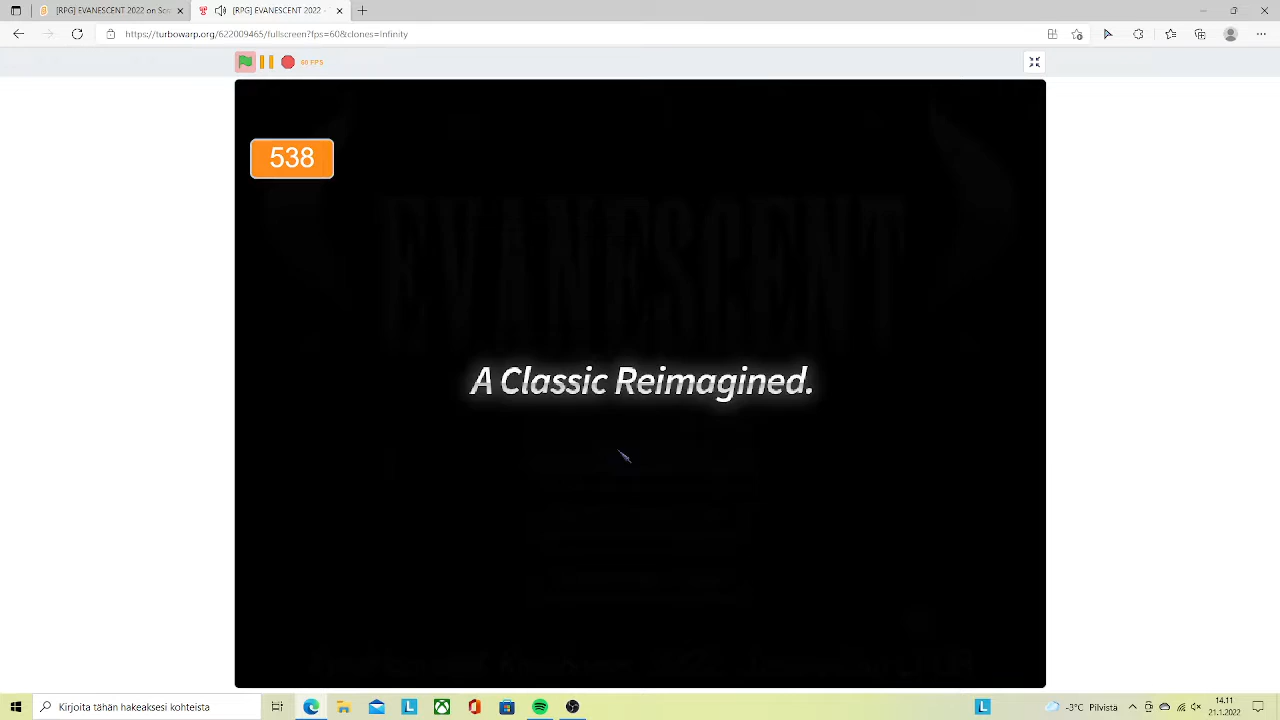 [RPG] EVANESCENT 2022 on Scr
[RPG] EVANESCENT 2022 -
https://turbowarp.org/622009465/fullscreen?fps=60&clones=Infinity
60 FPS
538
EVANESCENT
A Classic Reimagined.
Kirjoita tähän hakeaksesi kohteista
-3°C Pilvistä
14.11
21.1.2022